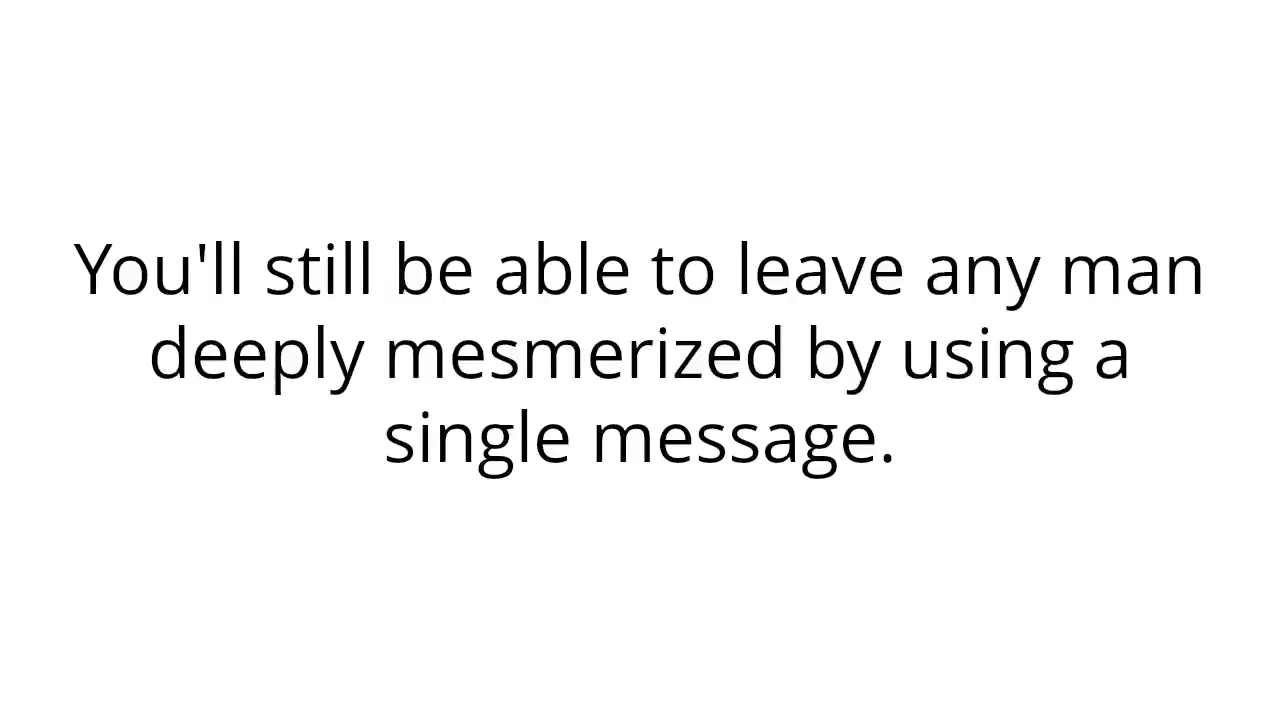 You'll still be able to leave any man
deeply mesmerized by using a
single message.